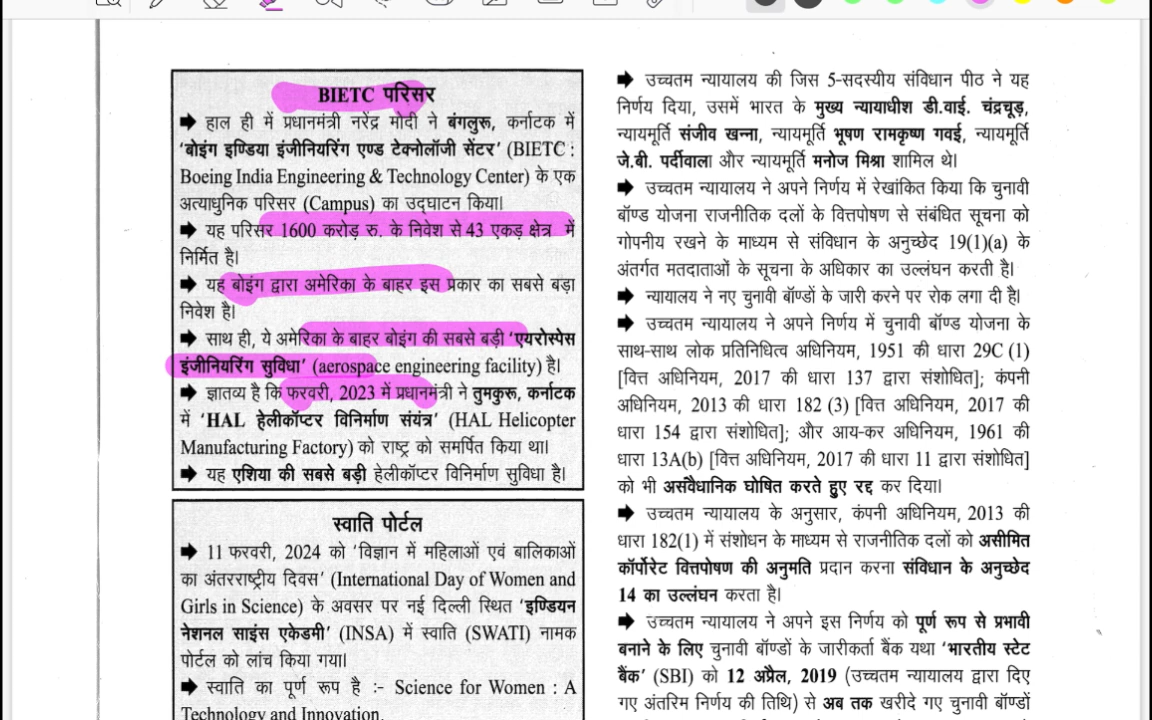 BIETC परिसर
➡ हाल ही में प्रधानमंत्री नरेंद्र मोदी ने बंगलुरू, कर्नाटक में
'बोइंग इण्डिया इंजीनियरिंग एण्ड टेक्नोलॉजी सेंटर' (BIETC :
Boeing India Engineering & Technology Center) के एक
अत्याधुनिक परिसर (Campus) का उद्घाटन किया।
➡ यह परिसर 1600 करोड़ रु. के निवेश से 43 एकड़ क्षेत्र में
निर्मित है।
➡ यह बोइंग द्वारा अमेरिका के बाहर इस प्रकार का सबसे बड़ा
निवेश है।
➡ साथ ही, ये अमेरिका के बाहर बोइंग की सबसे बड़ी 'एयरोस्पेस
इंजीनियरिंग सुविधा' (aerospace engineering facility) है।
➡ ज्ञातव्य है कि फरवरी, 2023 में प्रधानमंत्री ने तुमकुरू, कर्नाटक
में 'HAL हेलीकॉप्टर विनिर्माण संयंत्र' (HAL Helicopter
Manufacturing Factory) को राष्ट्र को समर्पित किया था।
➡ यह एशिया की सबसे बड़ी हेलीकॉप्टर विनिर्माण सुविधा है।
स्वाति पोर्टल
➡ 11 फरवरी, 2024 को 'विज्ञान में महिलाओं एवं बालिकाओं
का अंतरराष्ट्रीय दिवस' (International Day of Women and
Girls in Science) के अवसर पर नई दिल्ली स्थित 'इण्डियन
नेशनल साइंस एकेडमी' (INSA) में स्वाति (SWATI) नामक
पोर्टल को लांच किया गया।
➡ स्वाति का पूर्ण रूप है :- Science for Women : A
Technology and Innovation.
➡ उच्चतम न्यायालय की जिस 5-सदस्यीय संविधान पीठ ने यह
निर्णय दिया, उसमें भारत के मुख्य न्यायाधीश डी.वाई. चंद्रचूड़,
न्यायमूर्ति संजीव खन्ना, न्यायमूर्ति भूषण रामकृष्ण गवई, न्यायमूर्ति
जे.बी. पर्दीवाला और न्यायमूर्ति मनोज मिश्रा शामिल थे।
➡ उच्चतम न्यायालय ने अपने निर्णय में रेखांकित किया कि चुनावी
बॉण्ड योजना राजनीतिक दलों के वित्तपोषण से संबंधित सूचना को
गोपनीय रखने के माध्यम से संविधान के अनुच्छेद 19(1)(a) के
अंतर्गत मतदाताओं के सूचना के अधिकार का उल्लंघन करती है।
➡ न्यायालय ने नए चुनावी बॉण्डों के जारी करने पर रोक लगा दी है।
➡ उच्चतम न्यायालय ने अपने निर्णय में चुनावी बॉण्ड योजना के
साथ-साथ लोक प्रतिनिधित्व अधिनियम, 1951 की धारा 29C (1)
[वित्त अधिनियम, 2017 की धारा 137 द्वारा संशोधित]; कंपनी
अधिनियम, 2013 की धारा 182 (3) [वित्त अधिनियम, 2017 की
धारा 154 द्वारा संशोधित]; और आय-कर अधिनियम, 1961 की
धारा 13A(b) [वित्त अधिनियम, 2017 की धारा 11 द्वारा संशोधित]
को भी असंवैधानिक घोषित करते हुए रद्द कर दिया।
➡ उच्चतम न्यायालय के अनुसार, कंपनी अधिनियम, 2013 की
धारा 182(1) में संशोधन के माध्यम से राजनीतिक दलों को असीमित
कॉर्पोरेट वित्तपोषण की अनुमति प्रदान करना संविधान के अनुच्छेद
14 का उल्लंघन करता है।
➡ उच्चतम न्यायालय ने अपने इस निर्णय को पूर्ण रूप से प्रभावी
बनाने के लिए चुनावी बॉण्डों के जारीकर्ता बैंक यथा 'भारतीय स्टेट
बैंक' (SBI) को 12 अप्रैल, 2019 (उच्चतम न्यायालय द्वारा दिए
गए अंतरिम निर्णय की तिथि) से अब तक खरीदे गए चुनावी बॉण्डों